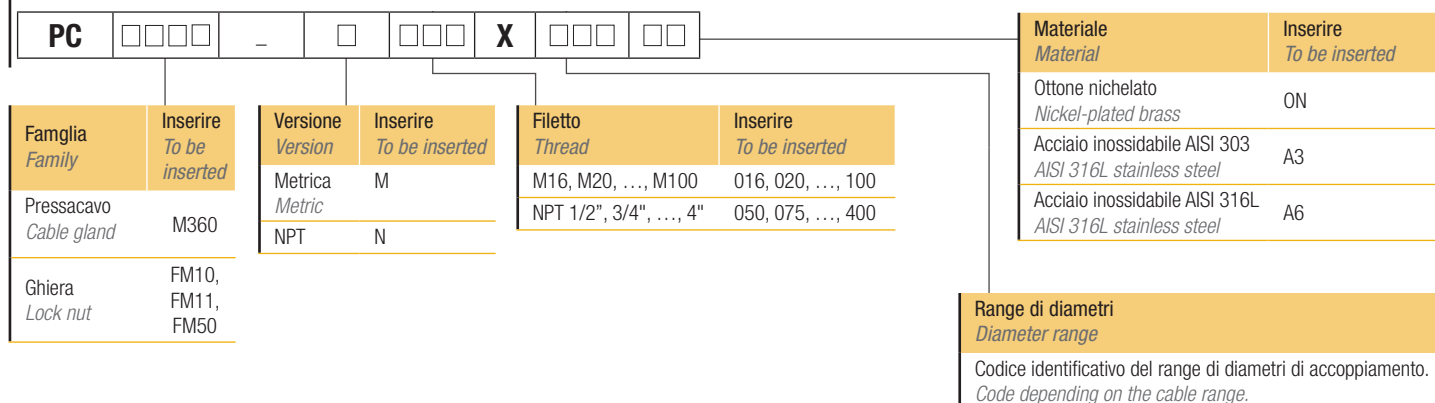 PC □□□□ _ □ □□□ X □□□ □□
Famglia
Family
Inserire
To be
inserted
Pressacavo
Cable gland
M360
Ghiera
Lock nut
FM10,
FM11,
FM50
Versione
Version
Inserire
To be inserted
Metrica
Metric
M
NPT
N
Filetto
Thread
Inserire
To be inserted
M16, M20, …, M100
016, 020, …, 100
NPT 1/2”, 3/4", …, 4"
050, 075, …, 400
Materiale
Material
Inserire
To be inserted
Ottone nichelato
Nickel-plated brass
ON
Acciaio inossidabile AISI 303
AISI 316L stainless steel
A3
Acciaio inossidabile AISI 316L
AISI 316L stainless steel
A6
Range di diametri
Diameter range
Codice identificativo del range di diametri di accoppiamento.
Code depending on the cable range.